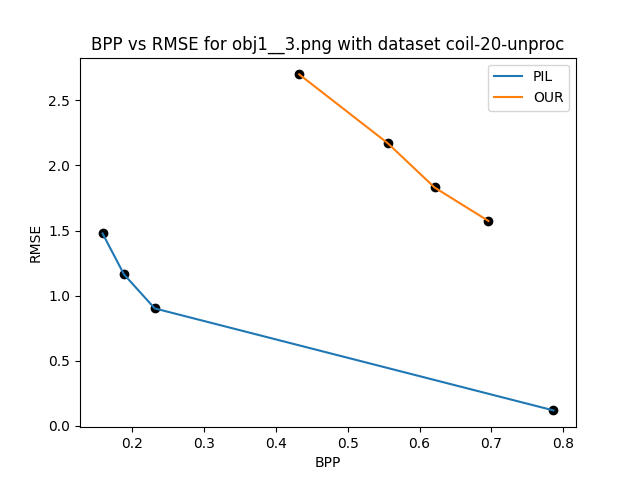 BPP vs RMSE for obj1__3.png with dataset coil-20-unproc
PIL
OUR
2.5
2.0
1.5
1.0
0.5
0.0
RMSE
0.2 0.3 0.4 0.5 0.6 0.7 0.8
BPP